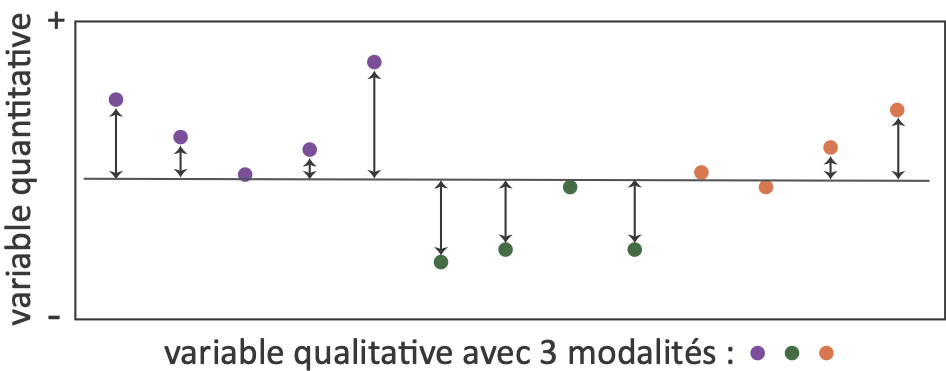 +
variable quantitative
-
variable qualitative avec 3 modalités :